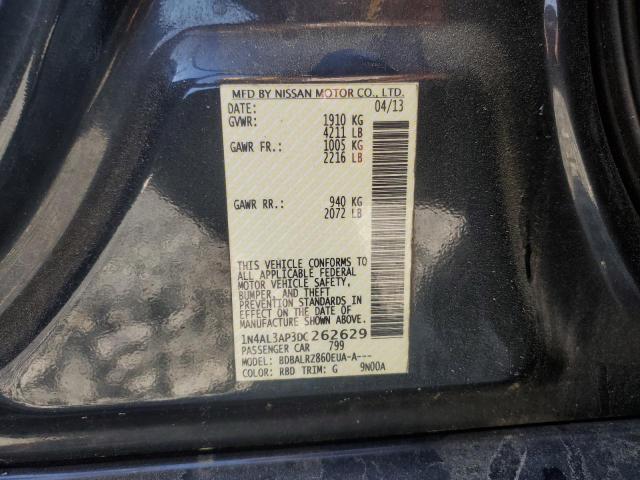 MFD BY NISSAN MOTOR CO., LTD.
DATE: 04/13
GVWR: 1910 KG
4211 LB
GAWR FR.: 1005 KG
2216 LB
GAWR RR.: 940 KG
2072 LB
THIS VEHICLE CONFORMS TO
ALL APPLICABLE FEDERAL
MOTOR VEHICLE SAFETY,
BUMPER, AND THEFT
PREVENTION STANDARDS IN
EFFECT ON THE DATE OF
MANUFACTURE SHOWN ABOVE.
1N4AL3AP3DC262629
PASSENGER CAR 799
MODEL: BDBALRZ860EUA-A---
COLOR: RBD TRIM: G 9N00A